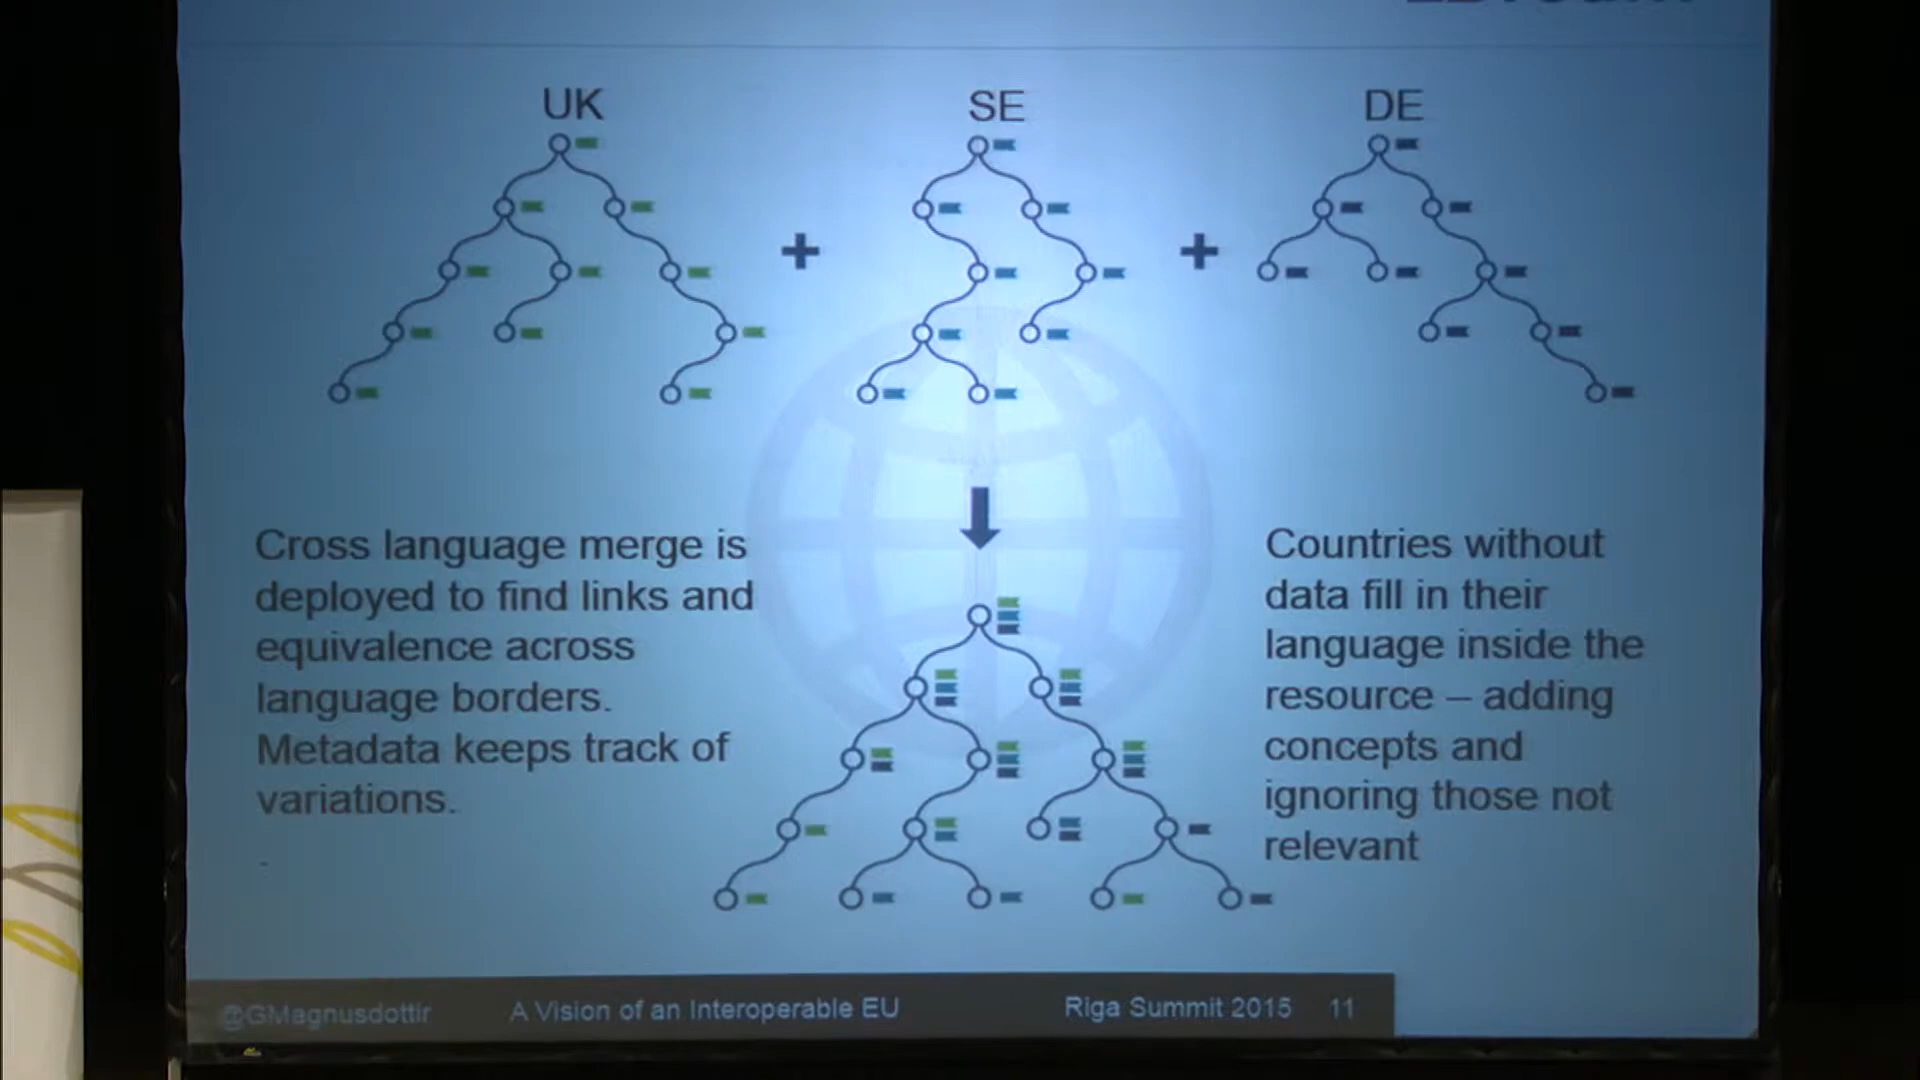 UK
SE
DE
+
+
Cross language merge is
deployed to find links and
equivalence across
language borders.
Metadata keeps track of
variations.
.
Countries without
data fill in their
language inside the
resource – adding
concepts and
ignoring those not
relevant
@GMagnusdottir
A Vision of an Interoperable EU
Riga Summit 2015
11